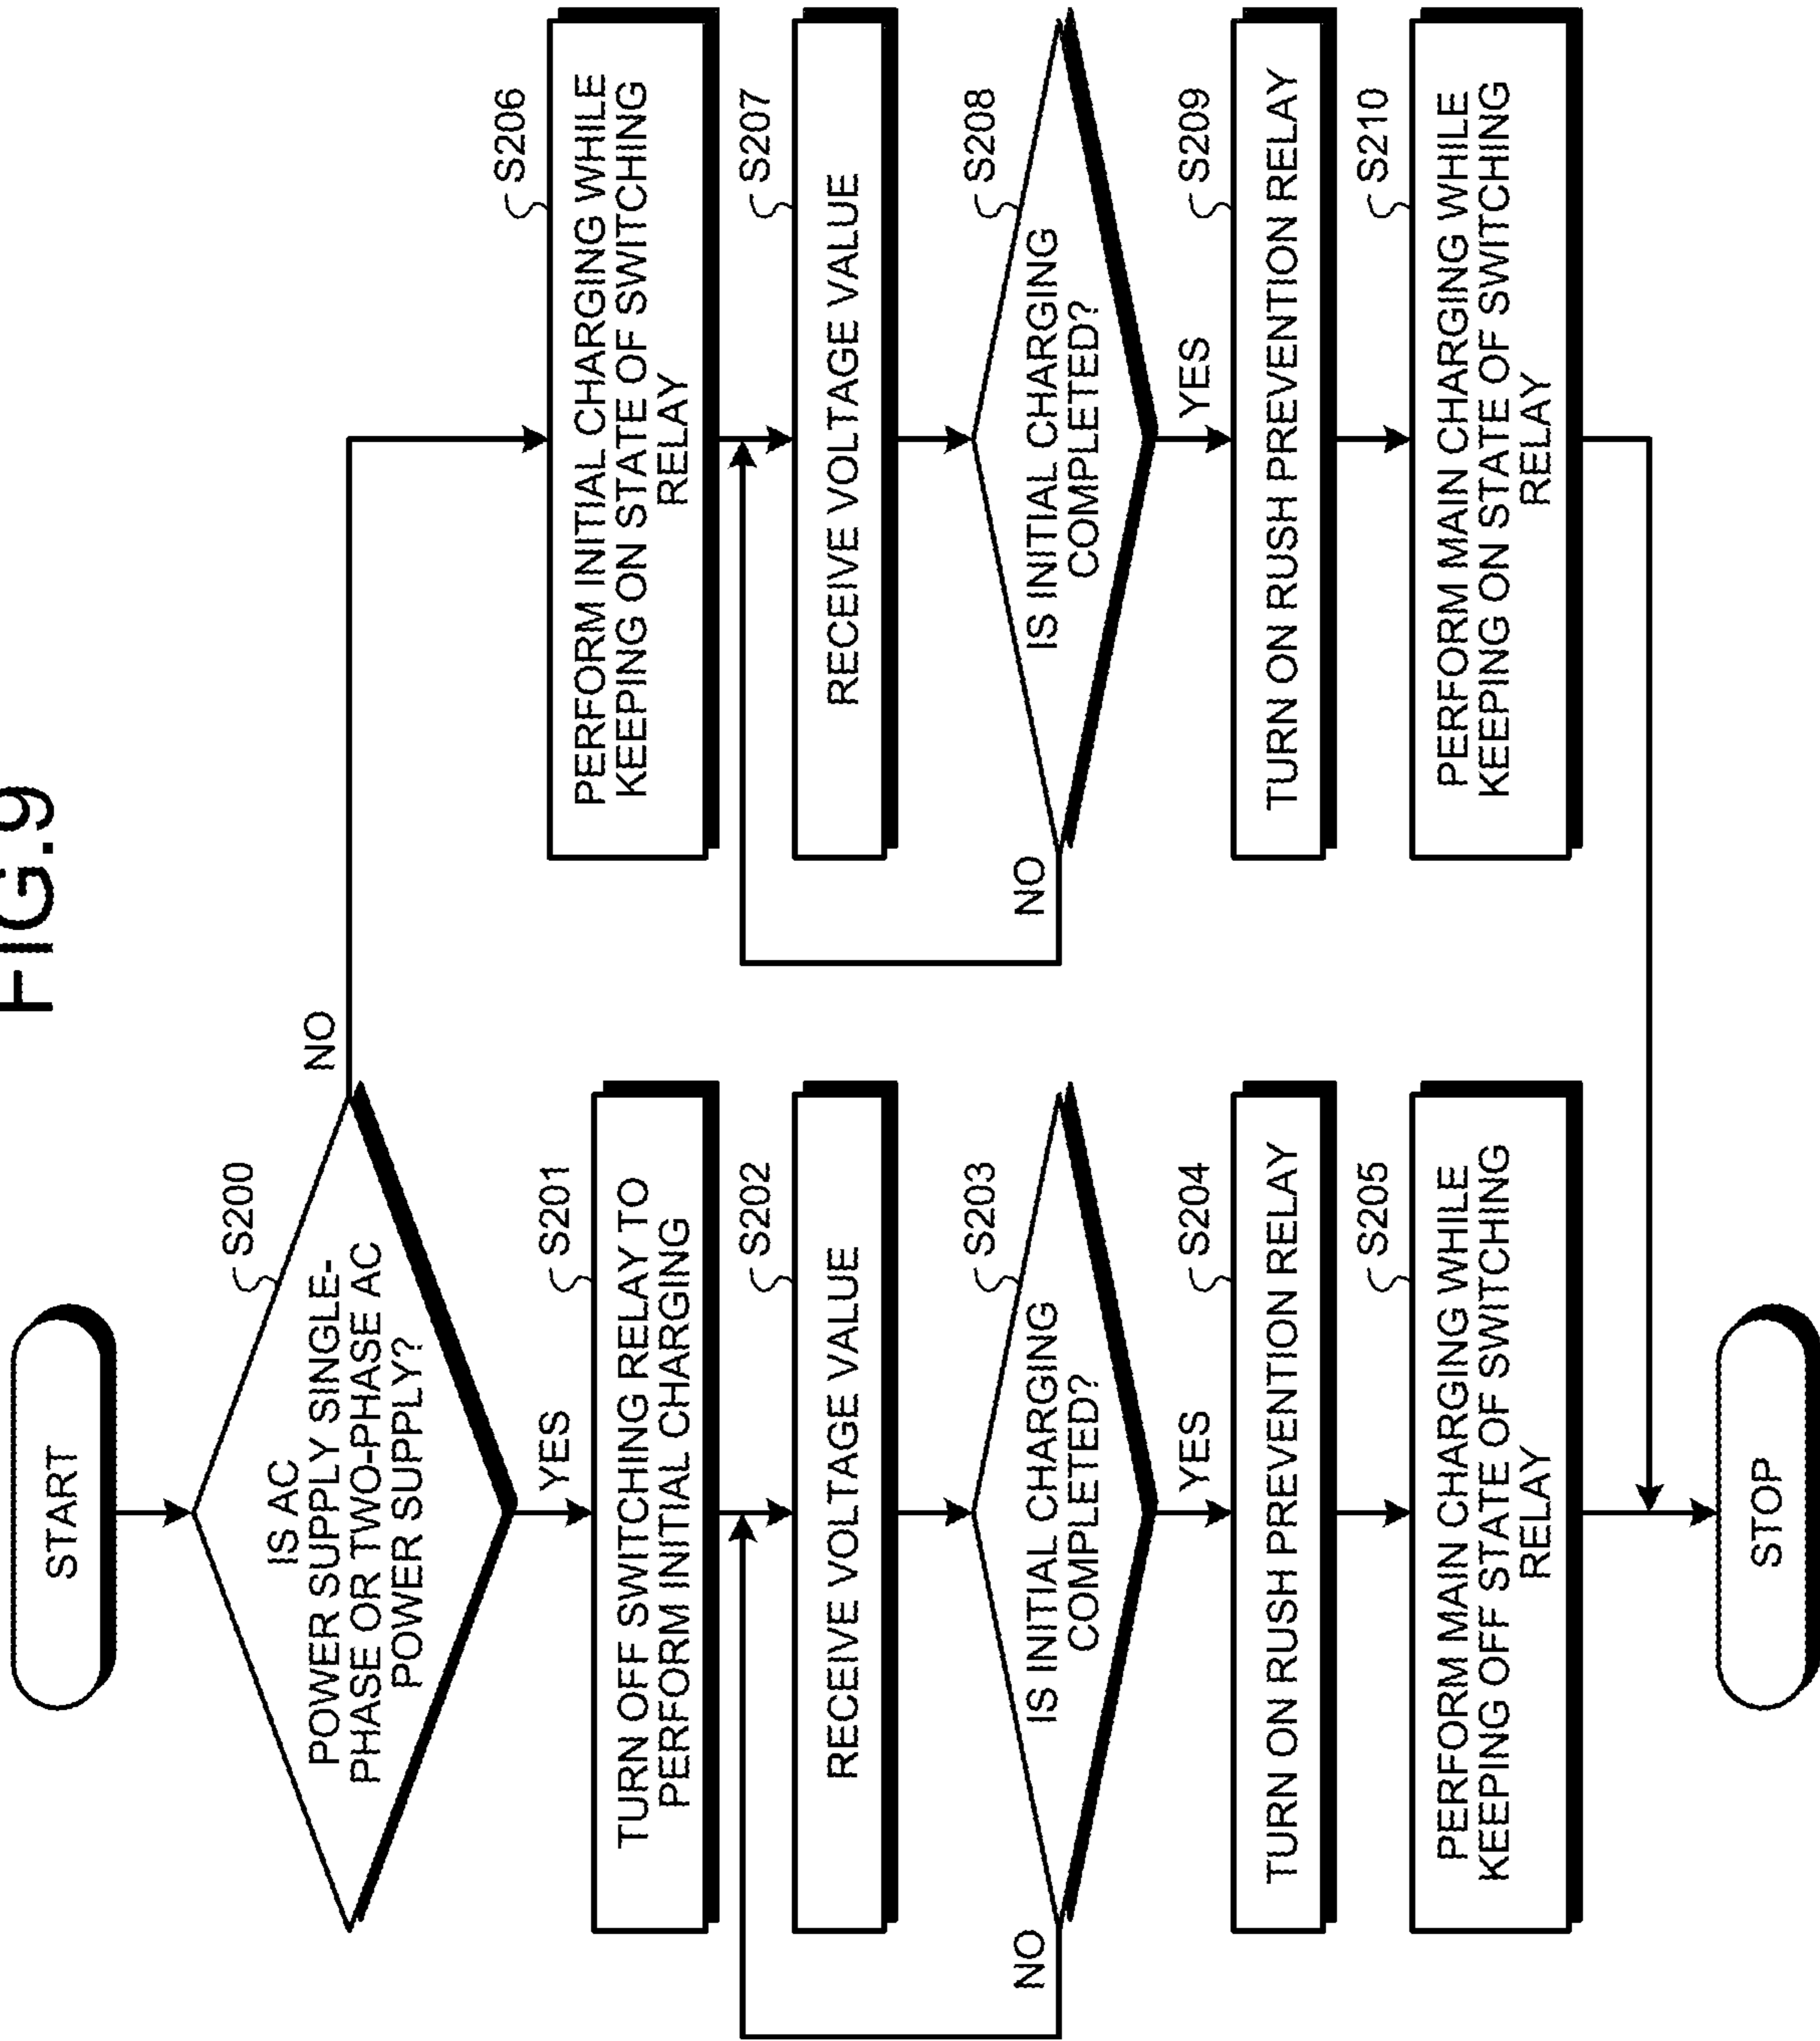 FIG.9
START
S200
IS AC
POWER SUPPLY SINGLE-
PHASE OR TWO-PHASE AC
POWER SUPPLY?
NO
YES
S201
TURN OFF SWITCHING RELAY TO
PERFORM INITIAL CHARGING
S202
RECEIVE VOLTAGE VALUE
S203
IS INITIAL CHARGING
COMPLETED?
NO
YES
S204
TURN ON RUSH PREVENTION RELAY
S205
PERFORM MAIN CHARGING WHILE
KEEPING OFF STATE OF SWITCHING
RELAY
S206
PERFORM INITIAL CHARGING WHILE
KEEPING ON STATE OF SWITCHING
RELAY
S207
RECEIVE VOLTAGE VALUE
S208
IS INITIAL CHARGING
COMPLETED?
NO
YES
S209
TURN ON RUSH PREVENTION RELAY
S210
PERFORM MAIN CHARGING WHILE
KEEPING ON STATE OF SWITCHING
RELAY
STOP